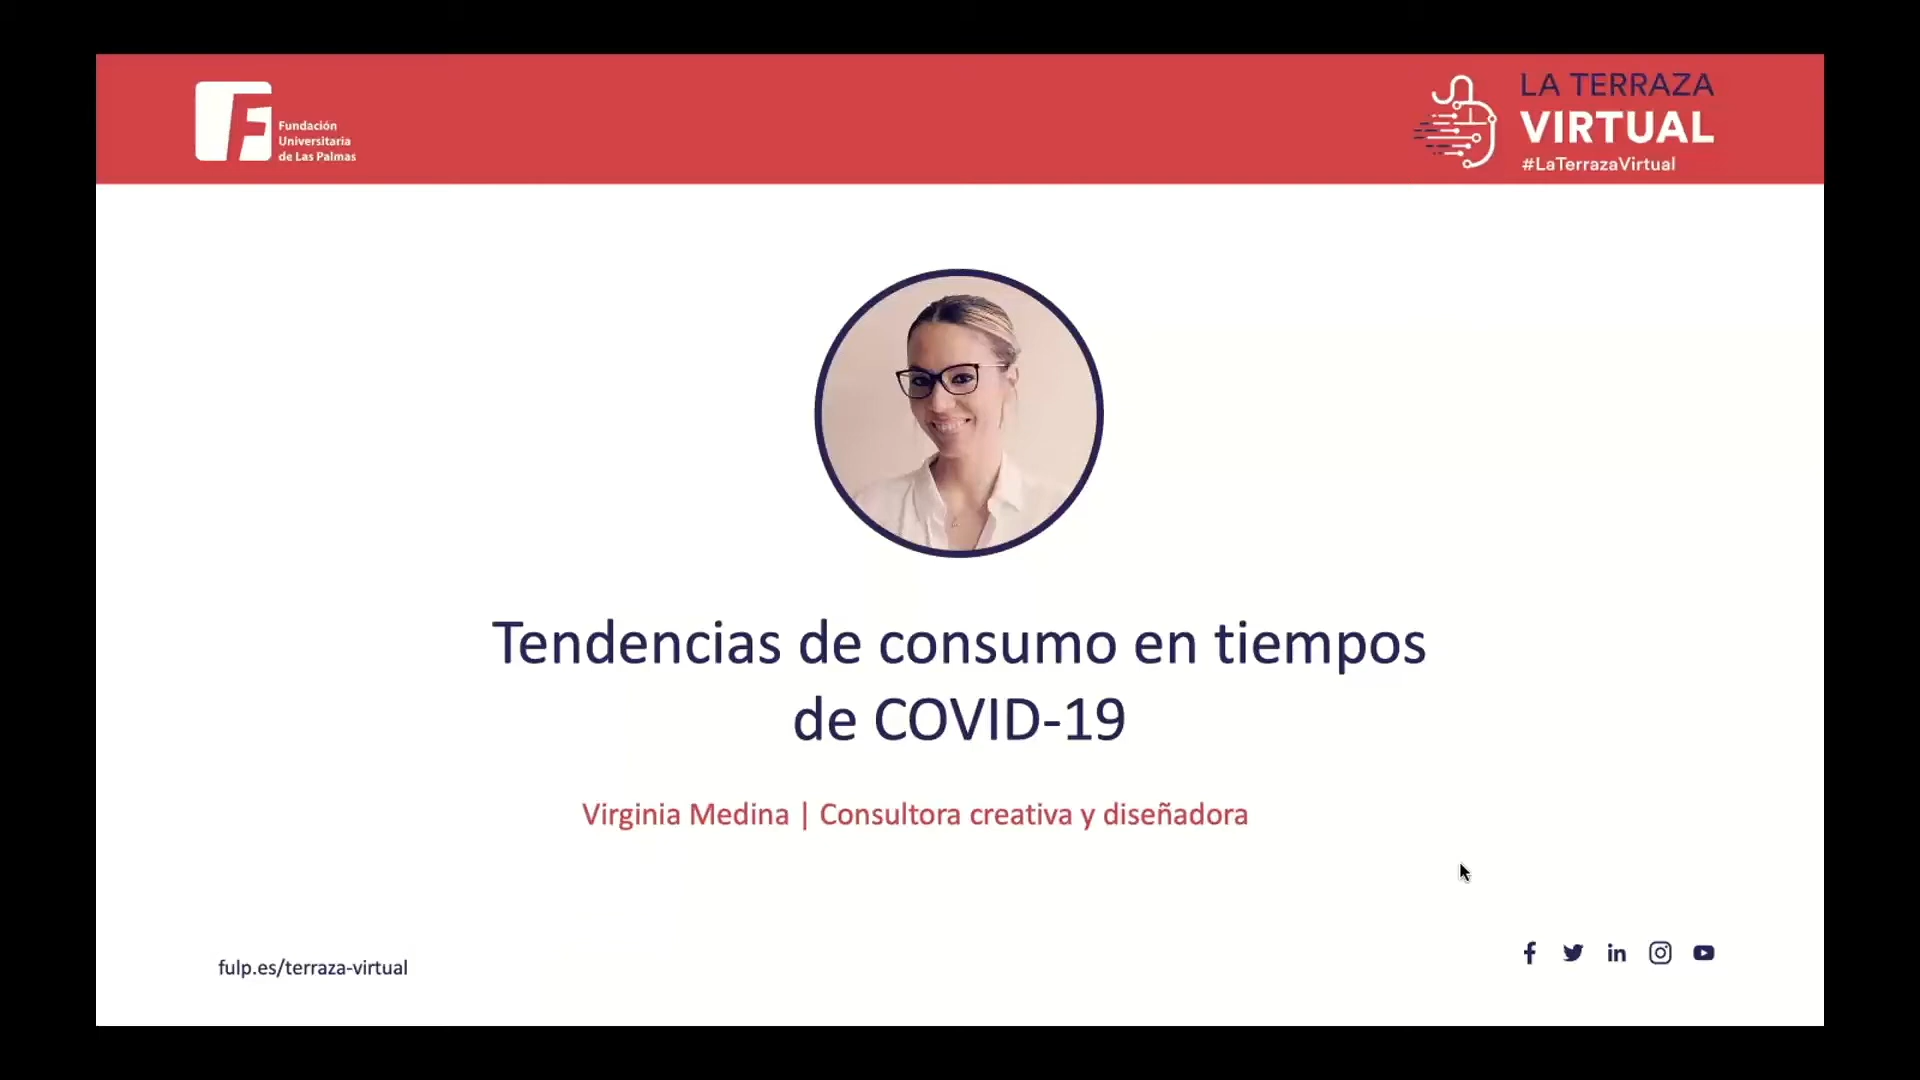 Fundación
Universitaria
de Las Palmas
LA TERRAZA
VIRTUAL
#LaTerrazaVirtual
Tendencias de consumo en tiempos
de COVID-19
Virginia Medina | Consultora creativa y diseñadora
fulp.es/terraza-virtual